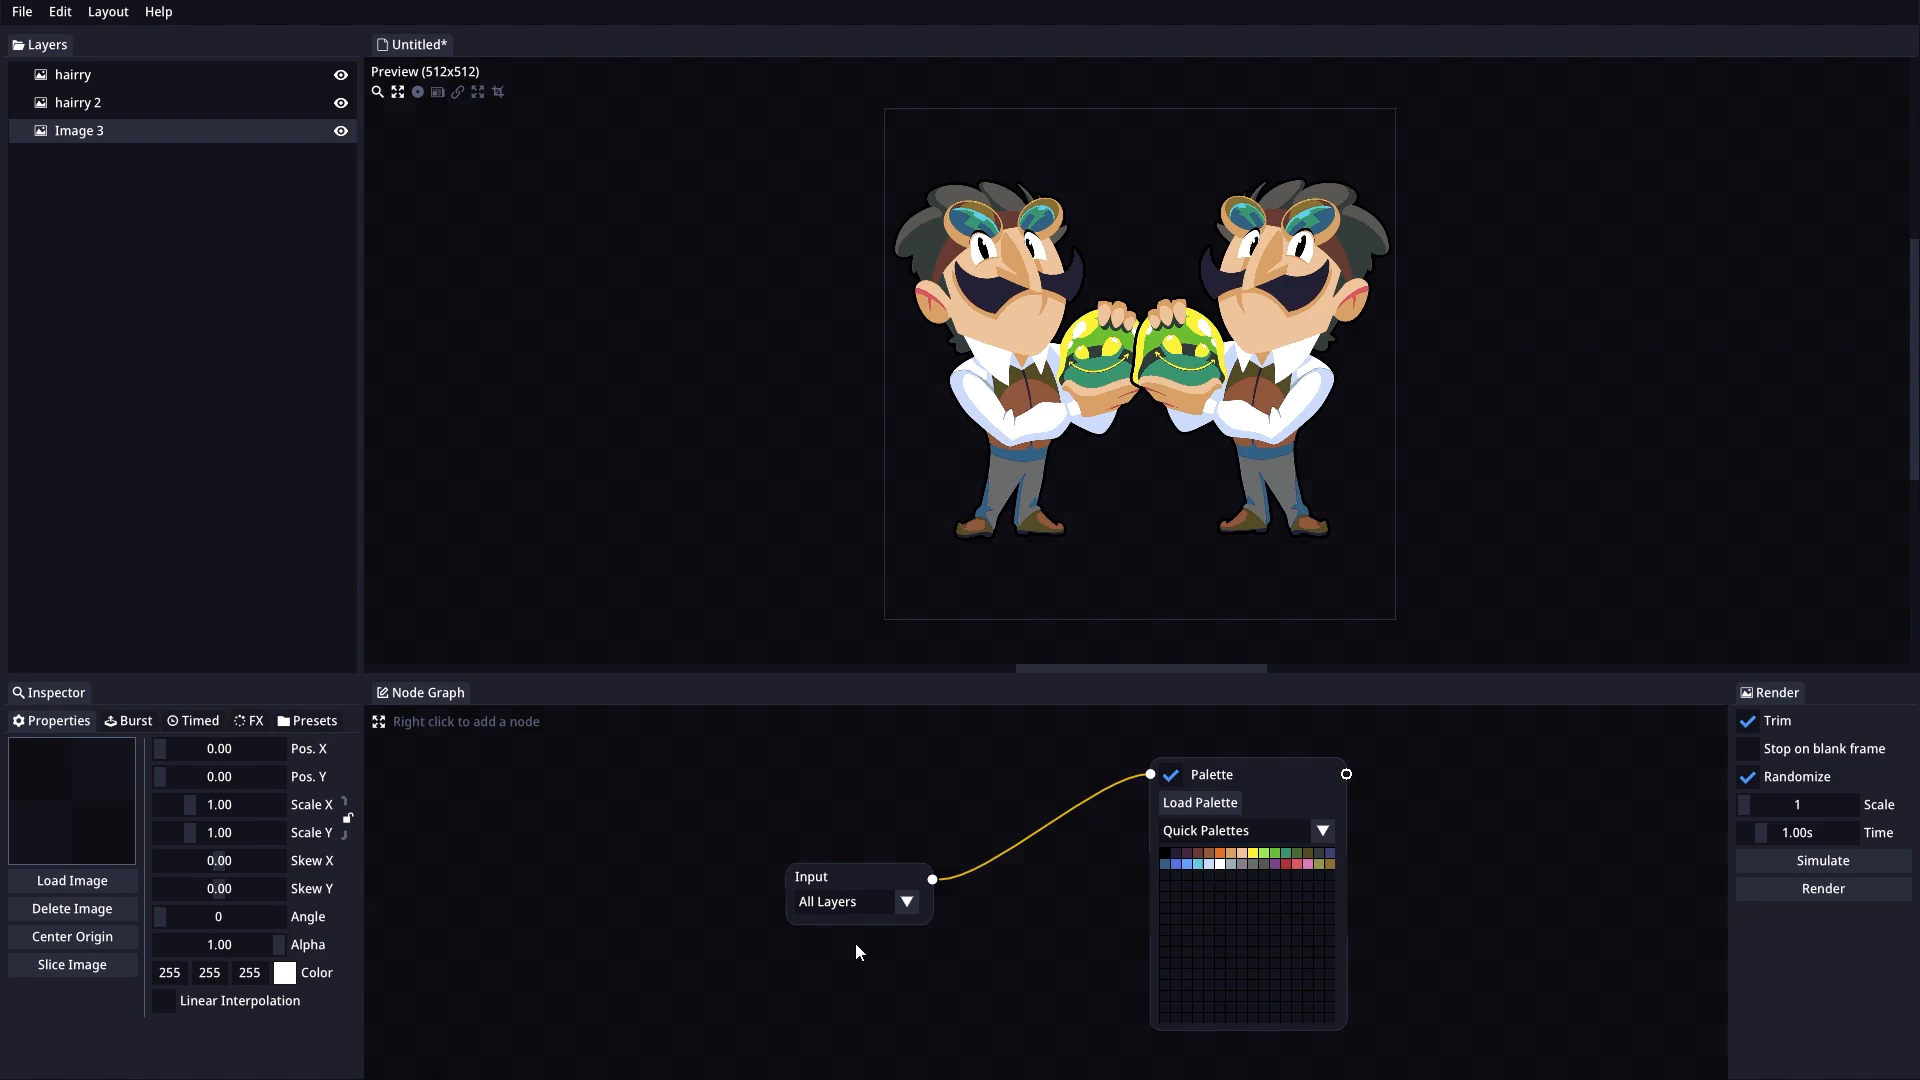 File Edit Layout Help
Layers
hairry
hairry 2
Image 3
Untitled*
Preview (512x512)
Inspector
Properties Burst Timed FX Presets
0.00 Pos. X
0.00 Pos. Y
1.00 Scale X
1.00 Scale Y
0.00 Skew X
0.00 Skew Y
0 Angle
1.00 Alpha
255 255 255 Color
Linear Interpolation
Load Image
Delete Image
Center Origin
Slice Image
Node Graph
Right click to add a node
Input
All Layers
Palette
Load Palette
Quick Palettes
Render
Trim
Stop on blank frame
Randomize
1 Scale
1.00s Time
Simulate
Render